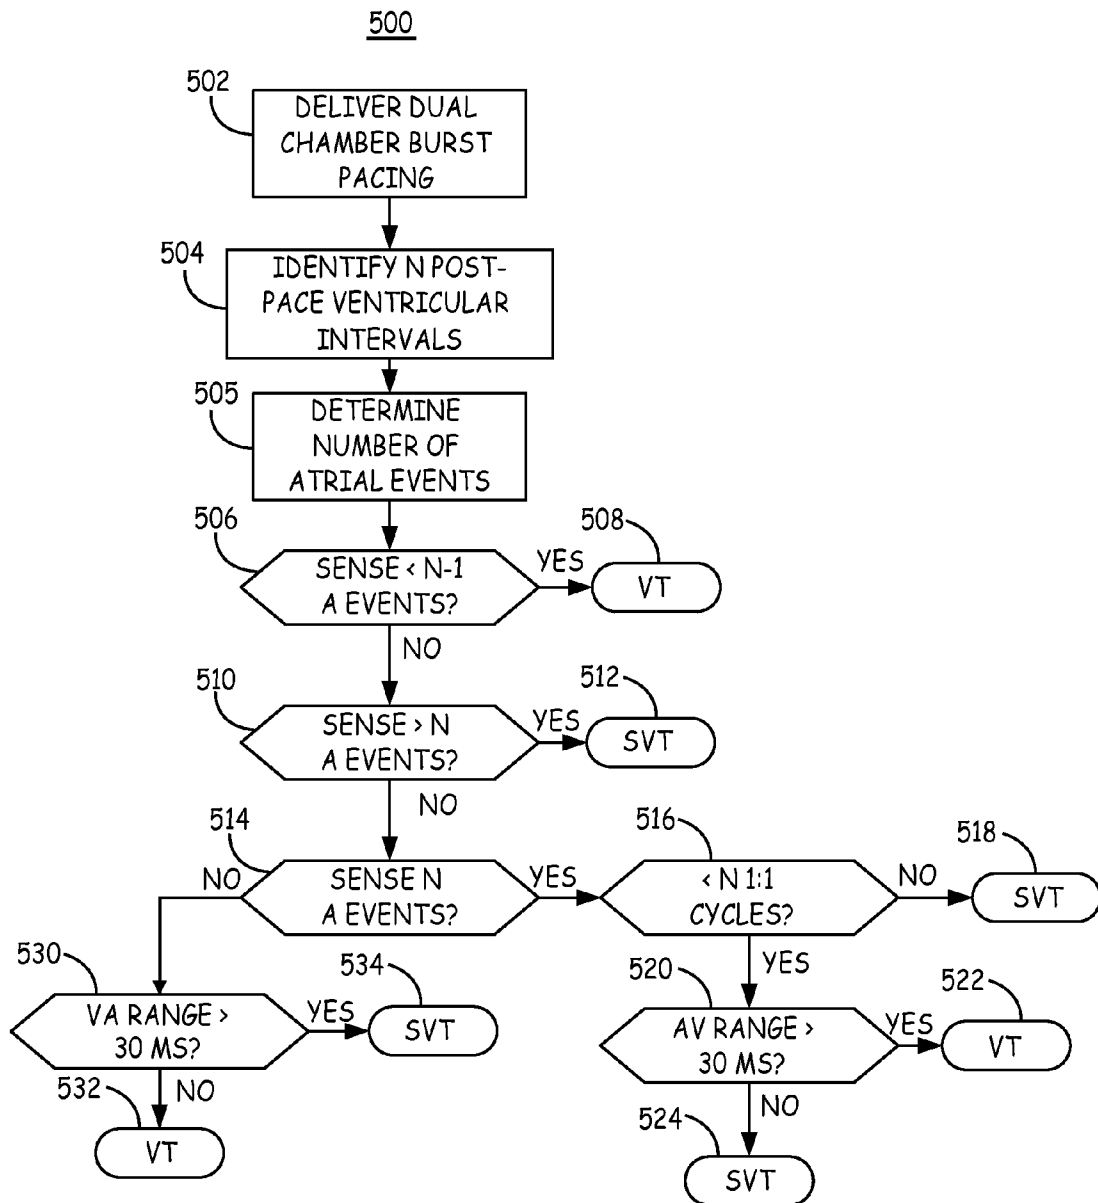 500
502
DELIVER DUAL
CHAMBER BURST
PACING
504
IDENTIFY N POST-
PACE VENTRICULAR
INTERVALS
505
DETERMINE
NUMBER OF
ATRIAL EVENTS
506
SENSE < N-1
A EVENTS?
YES
508
VT
NO
510
SENSE > N
A EVENTS?
YES
512
SVT
NO
514
SENSE N
A EVENTS?
NO
YES
516
< N 1:1
CYCLES?
NO
518
SVT
YES
530
VA RANGE >
30 MS?
YES
534
SVT
NO
532
VT
520
AV RANGE >
30 MS?
YES
522
VT
NO
524
SVT